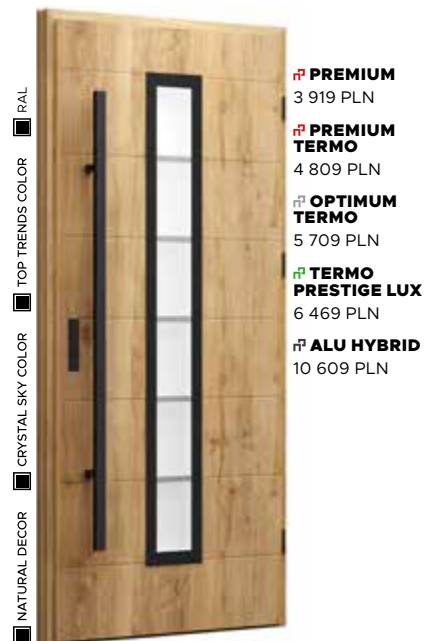 RAL
TOP TRENDS COLOR
CRYSTAL SKY COLOR
NATURAL DECOR
PREMIUM
3 919 PLN
PREMIUM
TERMO
4 809 PLN
OPTIMUM
TERMO
5 709 PLN
TERMO
PRESTIGE LUX
6 469 PLN
ALU HYBRID
10 609 PLN